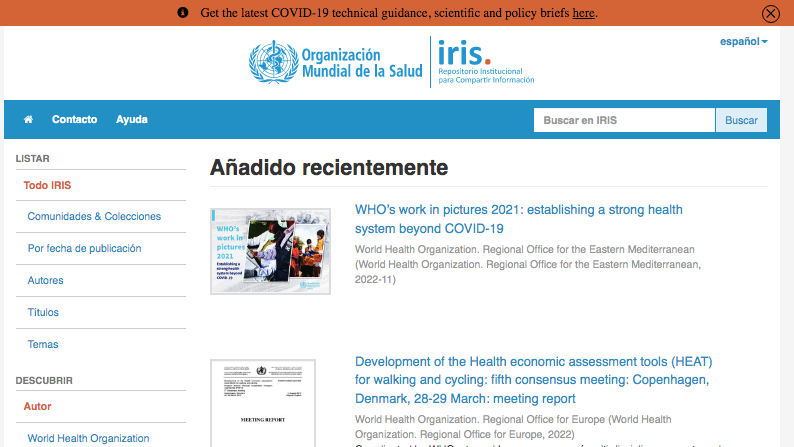 Get the latest COVID-19 technical guidance, scientific and policy briefs here.
español
Organización
Mundial de la Salud
iris.
Repositorio Institucional
para Compartir Información
Contacto
Ayuda
Buscar en IRIS
Buscar
LISTAR
Todo IRIS
Comunidades & Colecciones
Por fecha de publicación
Autores
Títulos
Temas
DESCUBRIR
Autor
World Health Organization
Añadido recientemente
WHO's
work in
pictures
2021
Establishing a
strong health
system beyond
COVID-19
WHO's work in pictures 2021: establishing a strong health
system beyond COVID-19
World Health Organization. Regional Office for the Eastern Mediterranean
(World Health Organization. Regional Office for the Eastern Mediterranean,
2022-11)
MEETING REPORT
Development of the Health economic assessment tools (HEAT)
for walking and cycling: fifth consensus meeting: Copenhagen,
Denmark, 28-29 March: meeting report
World Health Organization. Regional Office for Europe (World Health
Organization. Regional Office for Europe, 2022)